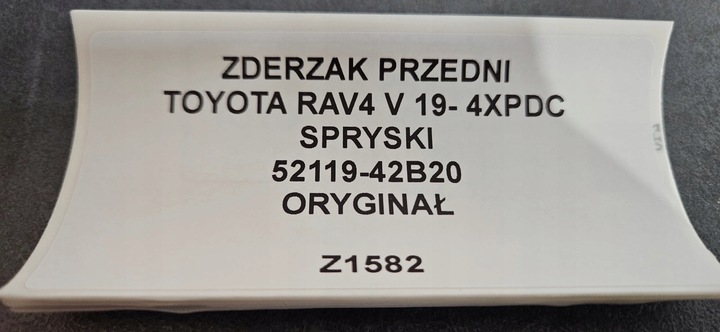 ZDERZAK PRZEDNI
TOYOTA RAV4 V 19- 4XPDC
SPRYSKI
52119-42B20
ORYGINAŁ
Z1582